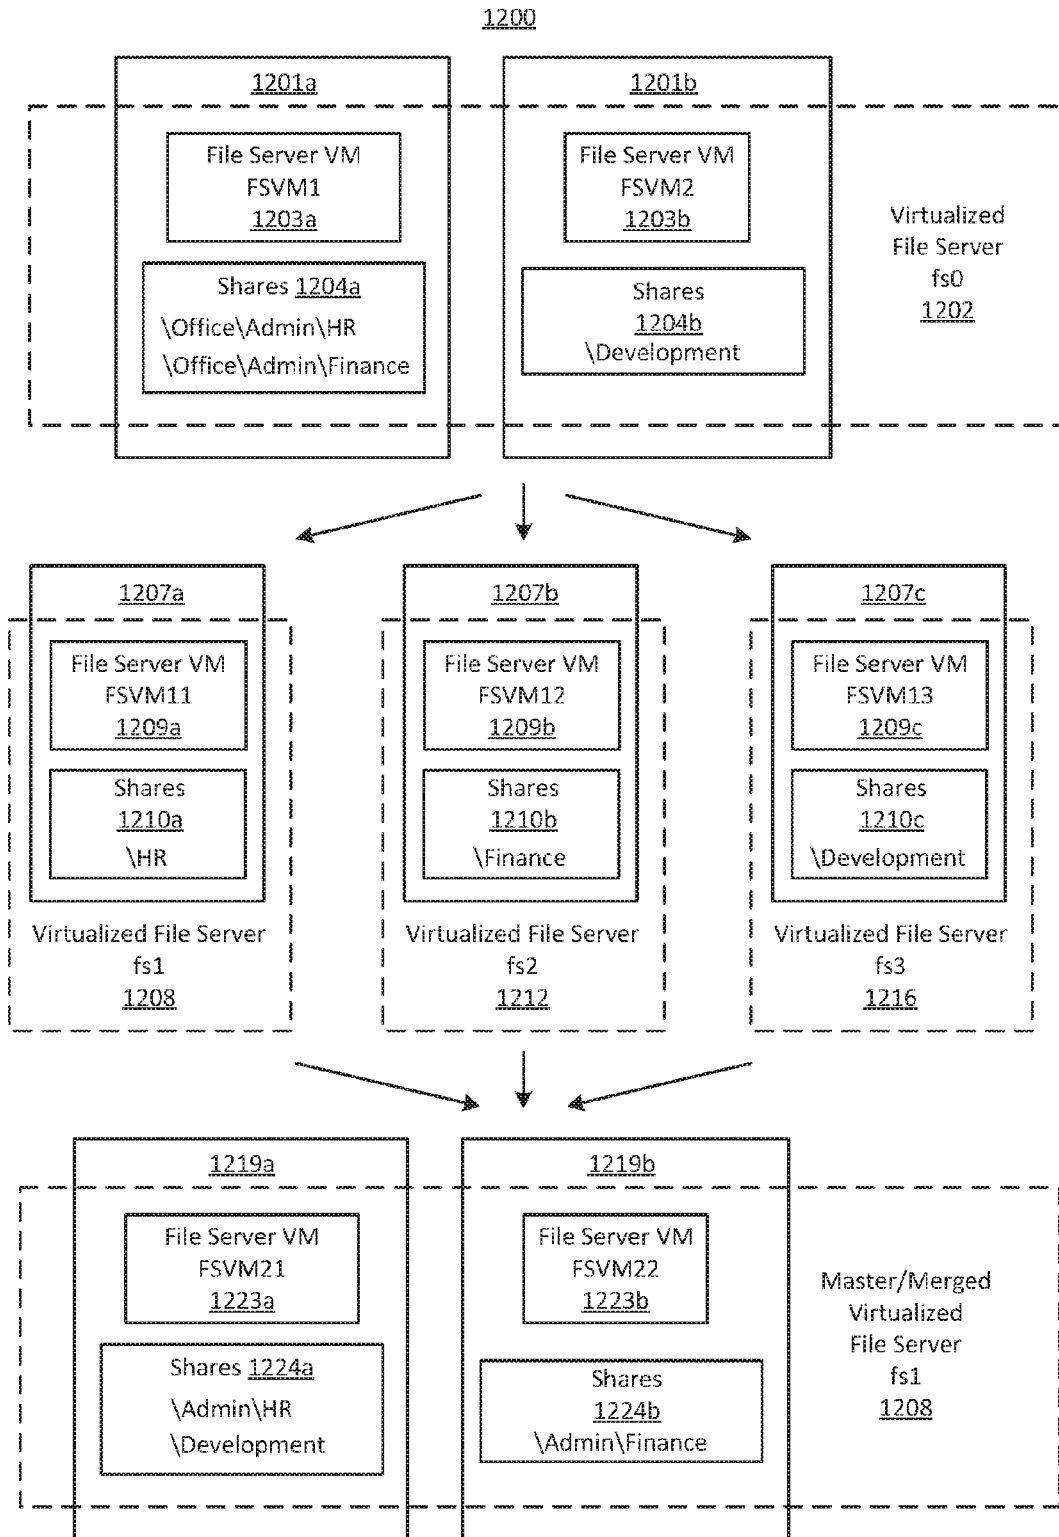 1200
1201a
1201b
File Server VM
FSVM1
1203a
File Server VM
FSVM2
1203b
Shares 1204a
\Office\Admin\HR
\Office\Admin\Finance
Shares
1204b
\Development
Virtualized
File Server
fs0
1202
1207a
File Server VM
FSVM11
1209a
Shares
1210a
\HR
Virtualized File Server
fs1
1208
1207b
File Server VM
FSVM12
1209b
Shares
1210b
\Finance
Virtualized File Server
fs2
1212
1207c
File Server VM
FSVM13
1209c
Shares
1210c
\Development
Virtualized File Server
fs3
1216
1219a
1219b
File Server VM
FSVM21
1223a
File Server VM
FSVM22
1223b
Shares 1224a
\Admin\HR
\Development
Shares
1224b
\Admin\Finance
Master/Merged
Virtualized
File Server
fs1
1208